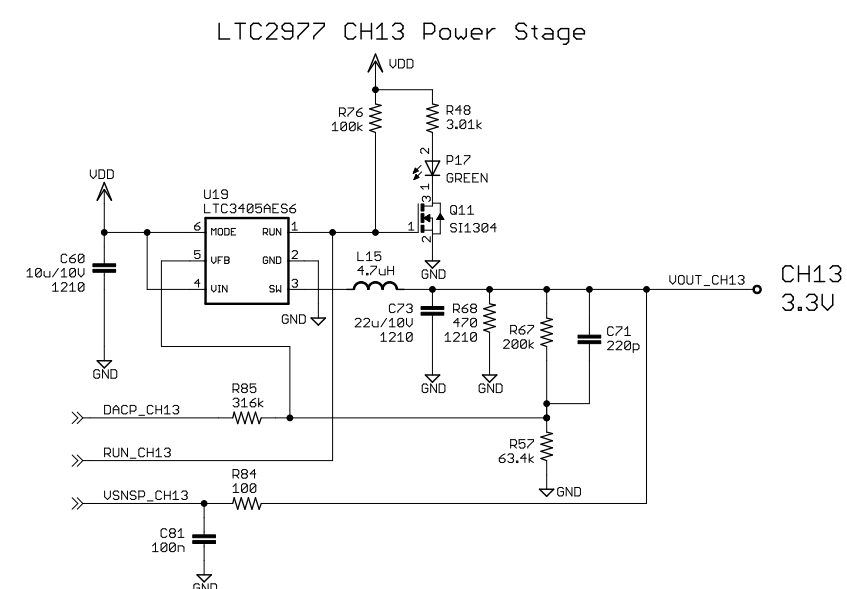 LTC2977 CH13 Power Stage
VDD
R76
100k
R48
3.01k
2
P17
GREEN
1
VDD
U19
LTC3405AES6
6 MODE RUN 1
5 VFB GND 2
4 VIN SW 3
3
Q11
SI1304
1
2
GND
C60
10u/10V
1210
GND
GND
L15
4.7uH
VOUT_CH13
CH13
3.3V
C73
22u/10V
1210
GND
R68
470
1210
GND
R67
200k
C71
220p
R85
316k
DACP_CH13
R57
63.4k
GND
RUN_CH13
R84
100
VSNSP_CH13
C81
100n
GND